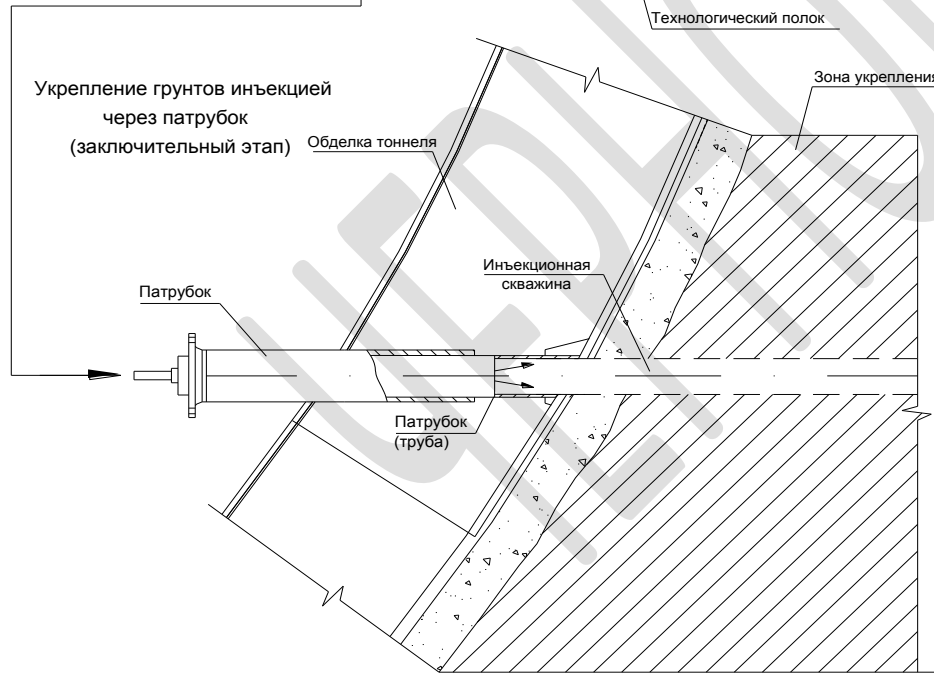 Технологический полок
Укрепление грунтов инъекцией
через патрубок
(заключительный этап)
Зона укрепления
Обделка тоннеля
Инъекционная
скважина
Патрубок
Патрубок
(труба)